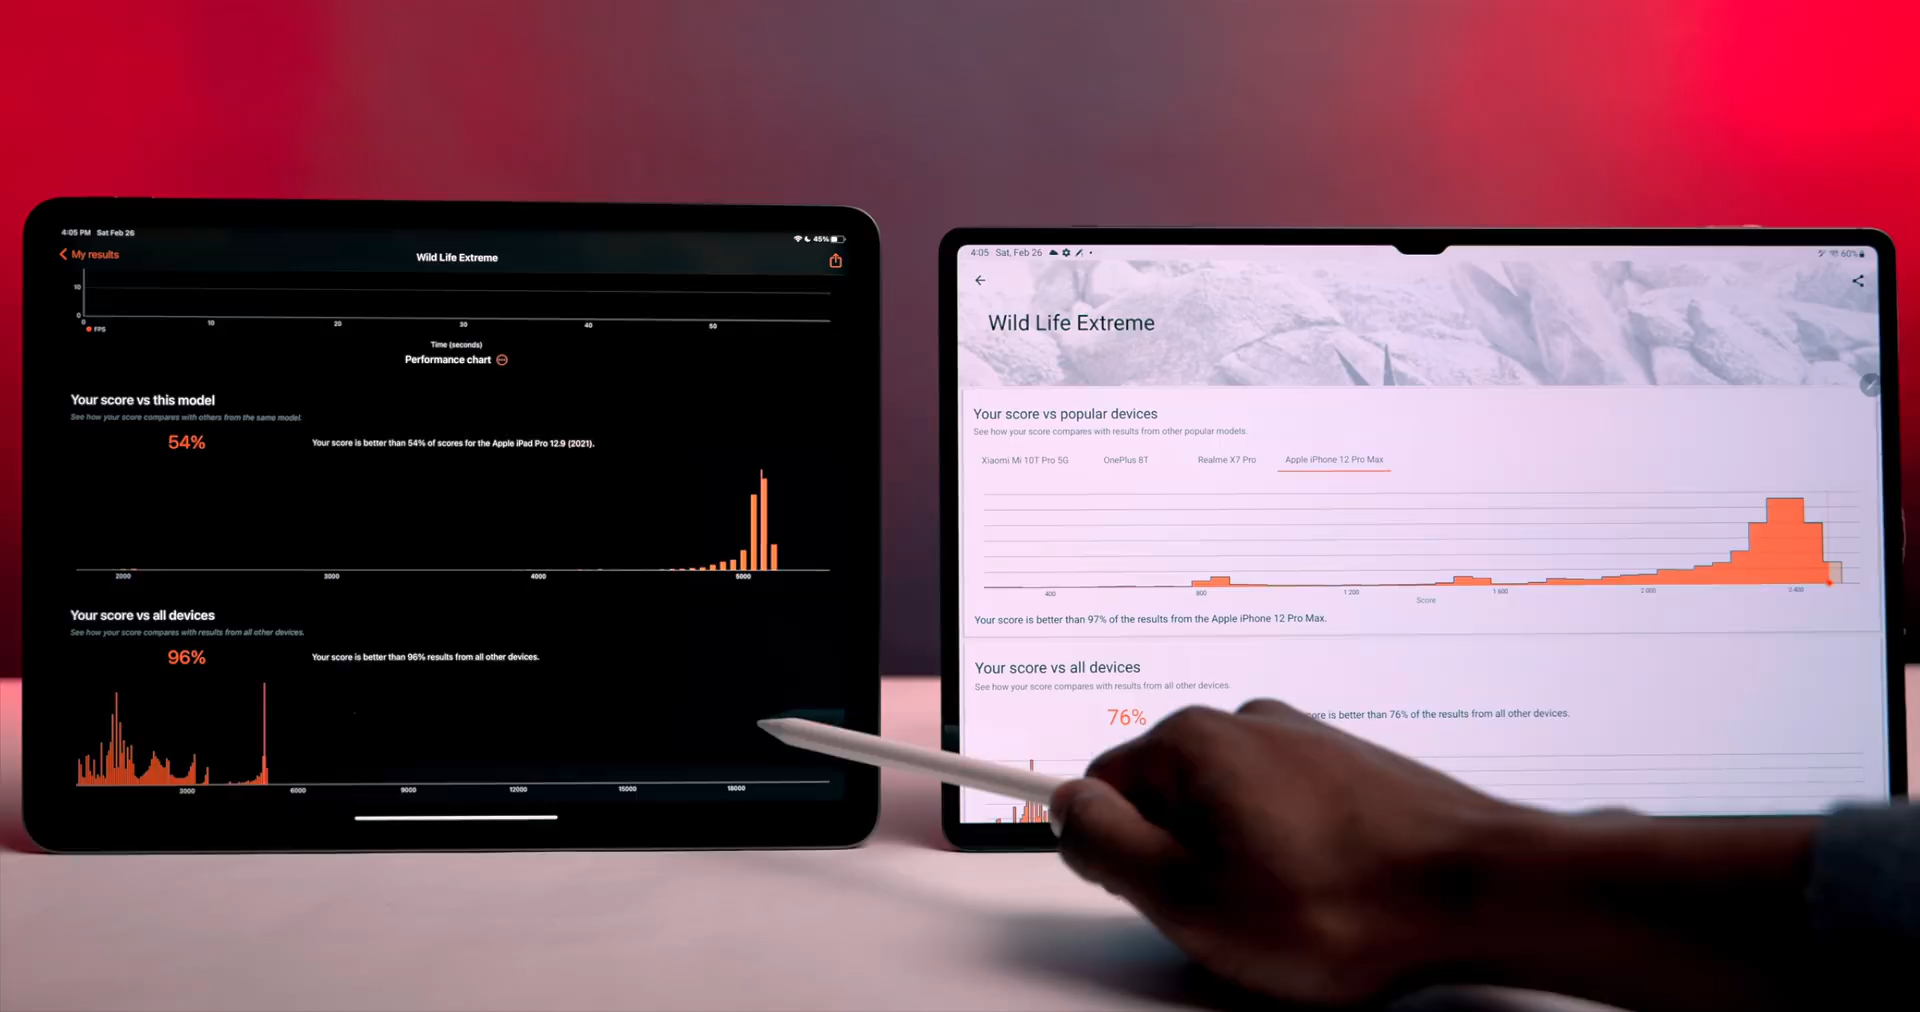 4:05 PM Sat Feb 26
45%
My results
Wild Life Extreme
10
0
0 10 20 30 40 50
FPS
Time (seconds)
Performance chart
Your score vs this model
See how your score compares with others from the same model.
54%
Your score is better than 54% of scores for the Apple iPad Pro 12.9 (2021).
2000 3000 4000 5000
Your score vs all devices
See how your score compares with results from all other devices.
96%
Your score is better than 96% results from all other devices.
3000 6000 9000 12000 15000 18000
4:05 Sat, Feb 26
60%
Wild Life Extreme
Your score vs popular devices
See how your score compares with results from other popular models.
Xiaomi Mi 10T Pro 5G OnePlus 8T Realme X7 Pro Apple iPhone 12 Pro Max
400 800 1 200 1 600 2 000 2 400
Score
Your score is better than 97% of the results from the Apple iPhone 12 Pro Max.
Your score vs all devices
See how your score compares with results from all other devices.
76%
is better than 76% of the results from all other devices.